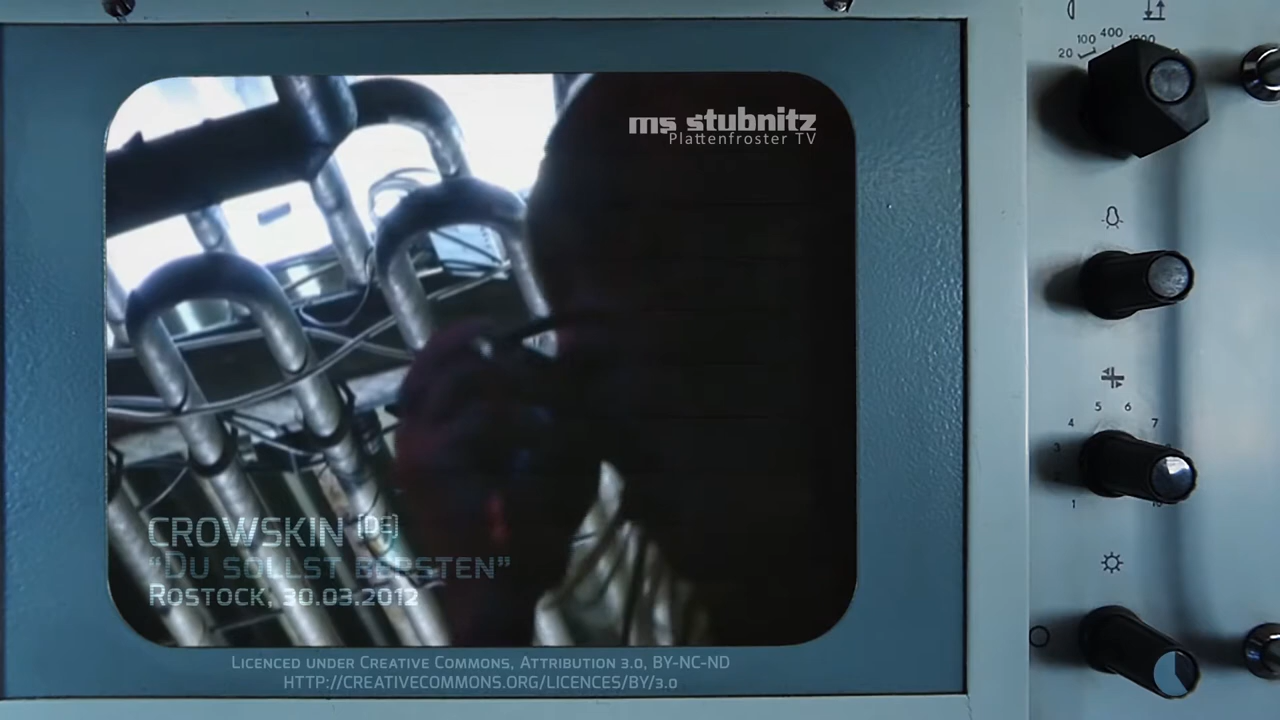 ms stubnitz
Plattenfroster TV
20 100 400 1000
CROWSKIN [DE]
"DU SOLLST BERSTEN"
ROSTOCK, 30.03.2012
5 6
4 7
3
1 10
LICENCED UNDER CREATIVE COMMONS, ATTRIBUTION 3.0, BY-NC-ND
HTTP://CREATIVECOMMONS.ORG/LICENCES/BY/3.0